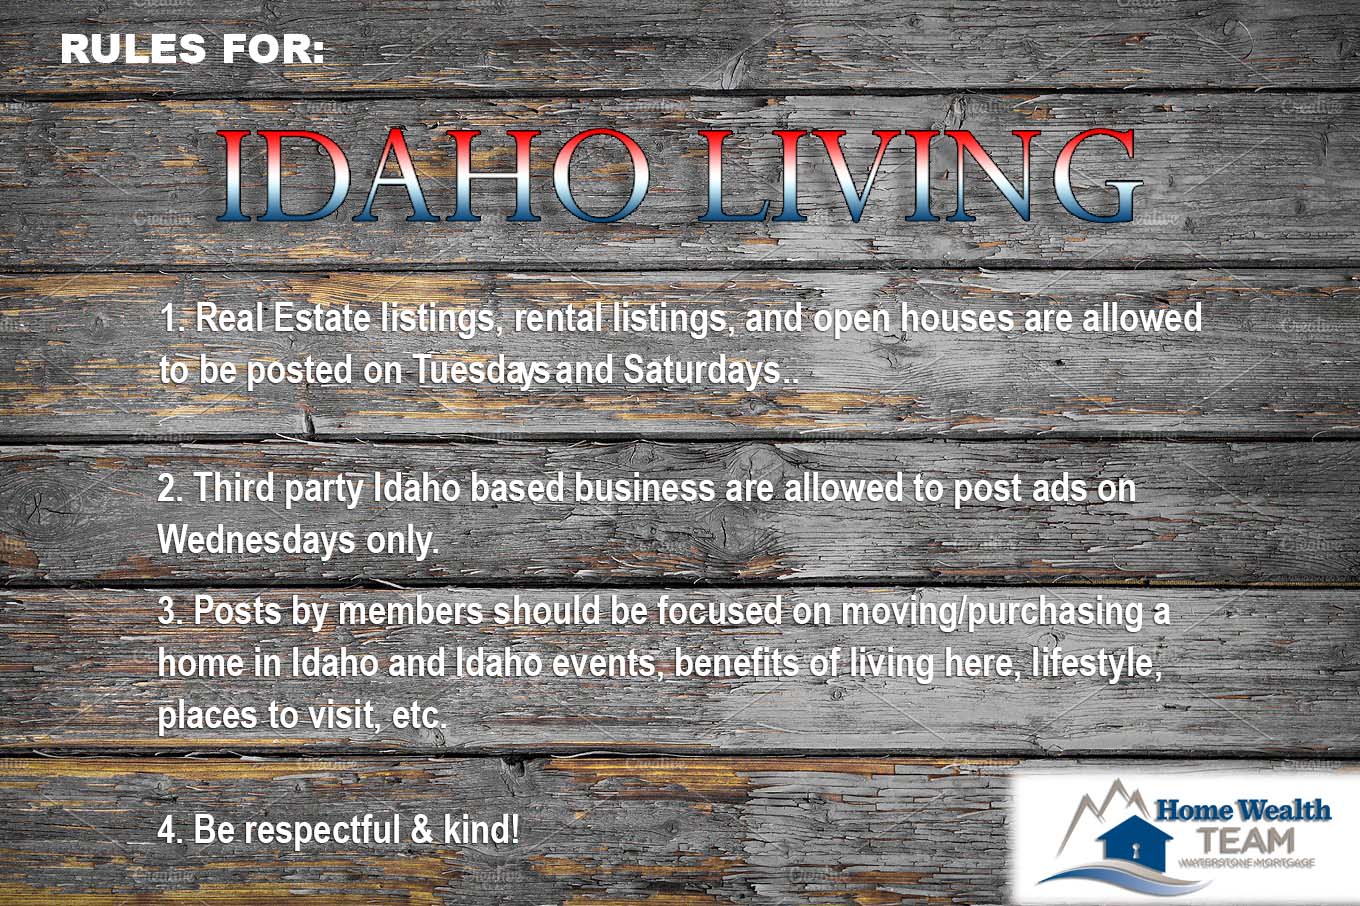 RULES FOR:
IDAHO LIVING
1. Real Estate listings, rental listings, and open houses are allowed
to be posted on Tuesdays and Saturdays..
2. Third party Idaho based business are allowed to post ads on
Wednesdays only.
3. Posts by members should be focused on moving/purchasing a
home in Idaho and Idaho events, benefits of living here, lifestyle,
places to visit, etc.
4. Be respectful & kind!
Home Wealth
TEAM
WATERSTONE MORTGAGE